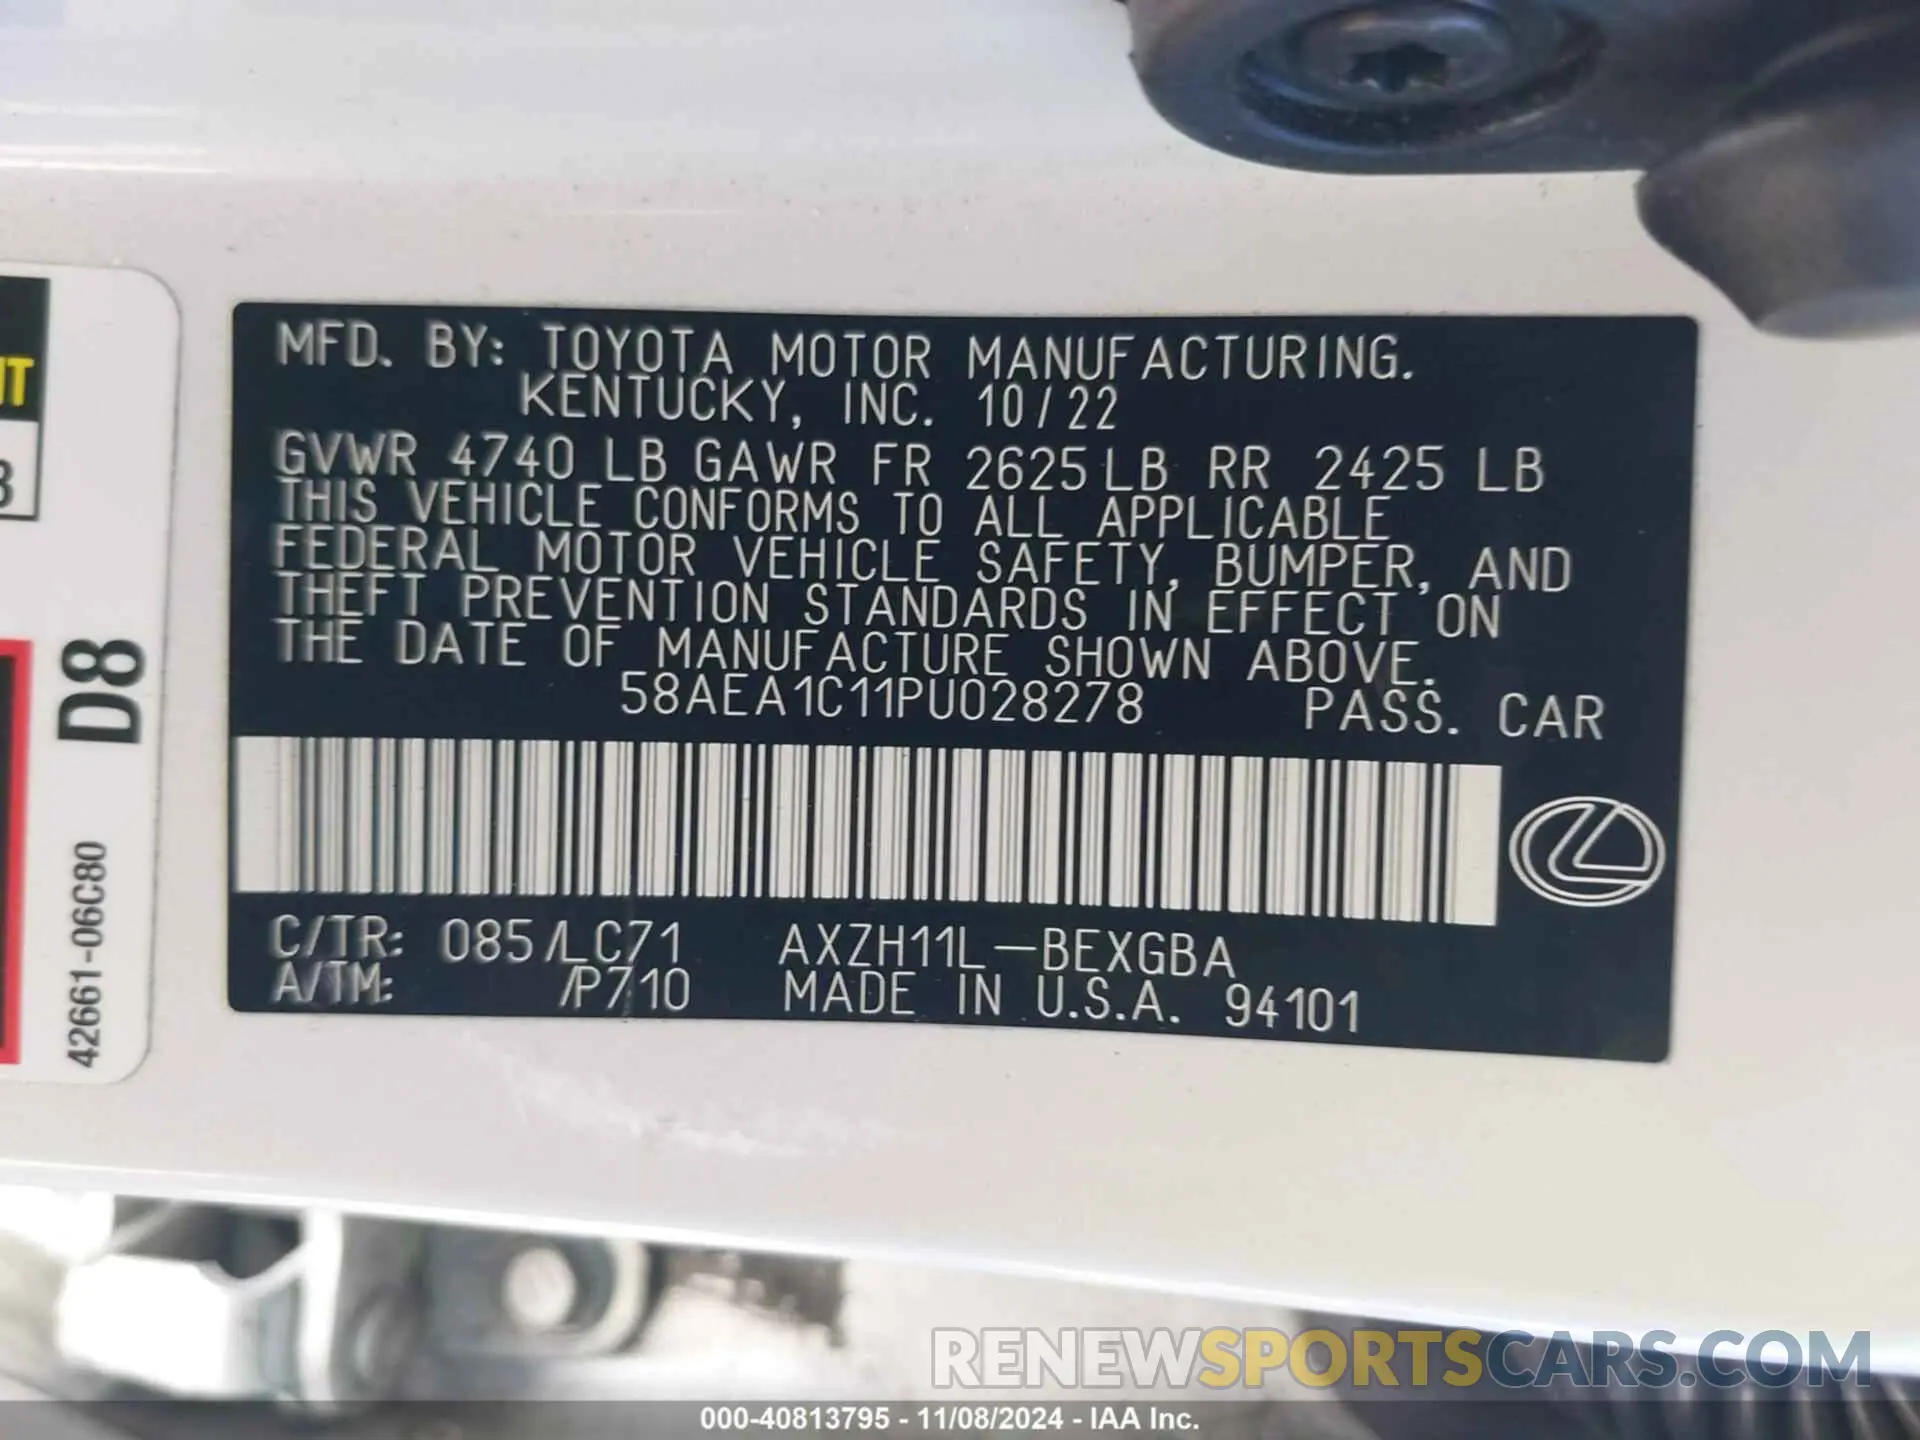 MFD. BY: TOYOTA MOTOR MANUFACTURING.
KENTUCKY, INC. 10/22
GVWR 4740 LB GAWR FR 2625 LB RR 2425 LB
THIS VEHICLE CONFORMS TO ALL APPLICABLE
FEDERAL MOTOR VEHICLE SAFETY, BUMPER, AND
THEFT PREVENTION STANDARDS IN EFFECT ON
THE DATE OF MANUFACTURE SHOWN ABOVE.
58AEA1C11PU028278 PASS. CAR
C/TR: 085/LC71 AXZH11L-BEXGBA
A/TM: /P710 MADE IN U.S.A. 94101
D8
42661-06C80
RENEWSPORTSCARS.COM
000-40813795 - 11/08/2024 - IAA Inc.